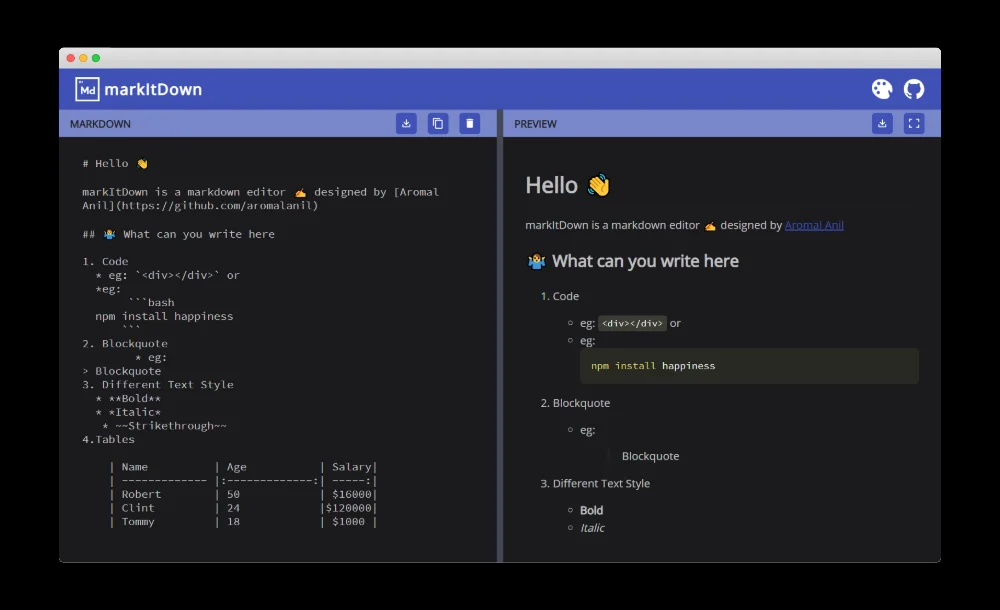 Md markItDown
MARKDOWN
# Hello 👋
markItDown is a markdown editor ✍️ designed by [Aromal
Anil](https://github.com/aromalanil)
## 🤷 What can you write here
1. Code
* eg: `<div></div>` or
*eg:
```bash
npm install happiness
```
2. Blockquote
* eg:
> Blockquote
3. Different Text Style
* **Bold**
* *Italic*
* ~~Strikethrough~~
4.Tables
| Name | Age | Salary|
| ------------- |:-------------:| -----:|
| Robert | 50 | $16000|
| Clint | 24 |$120000|
| Tommy | 18 | $1000 |
PREVIEW
Hello 👋
markItDown is a markdown editor ✍️ designed by Aromal Anil
🤷 What can you write here
1. Code
◦ eg: <div></div> or
◦ eg:
npm install happiness
2. Blockquote
◦ eg:
Blockquote
3. Different Text Style
◦ Bold
◦ Italic